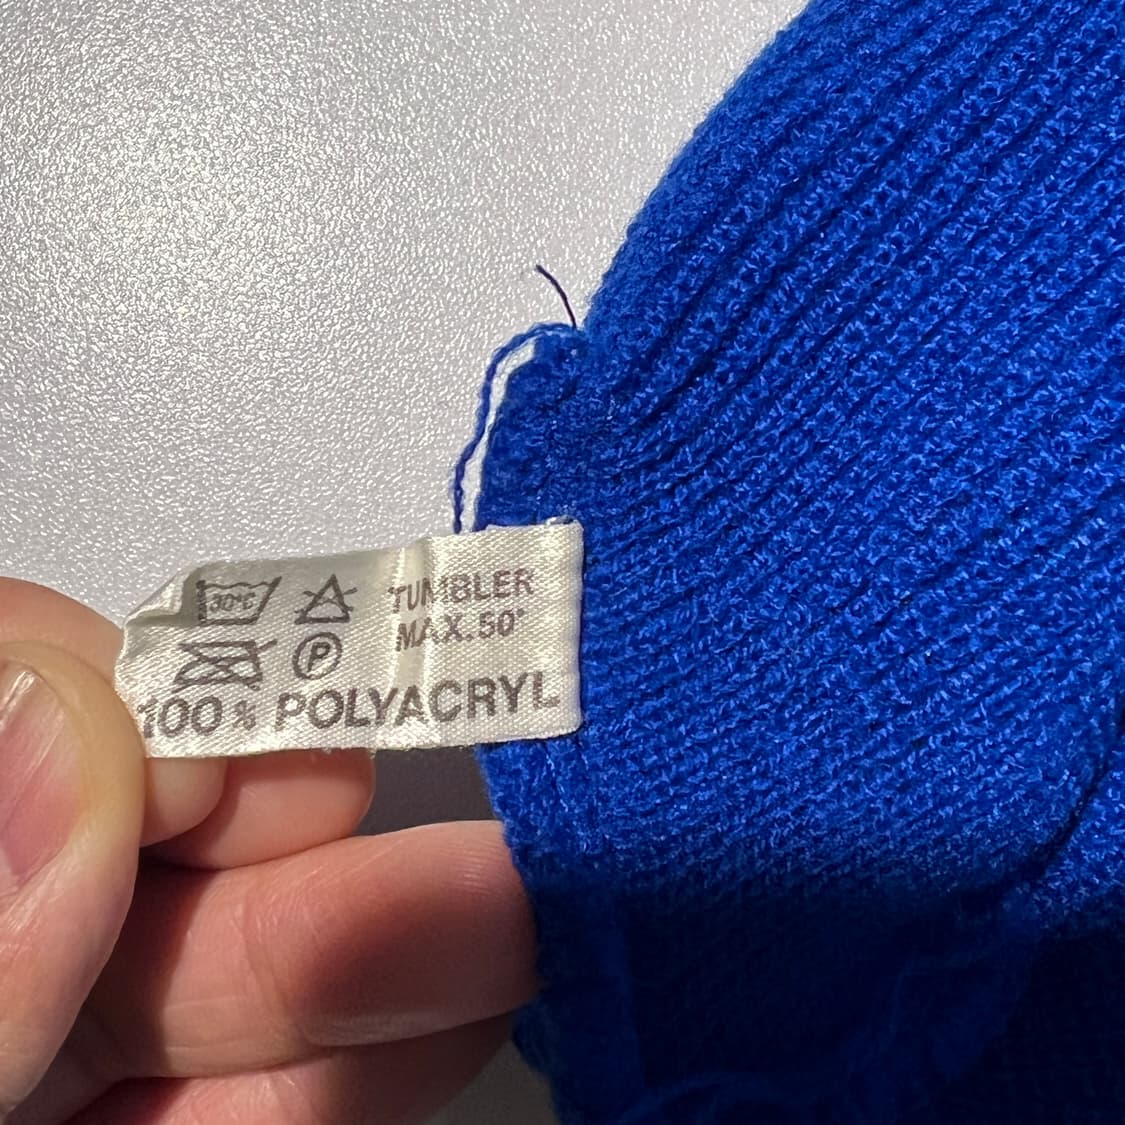 30°C TUMBLER
MAX.50°
P
100% POLYACRYL